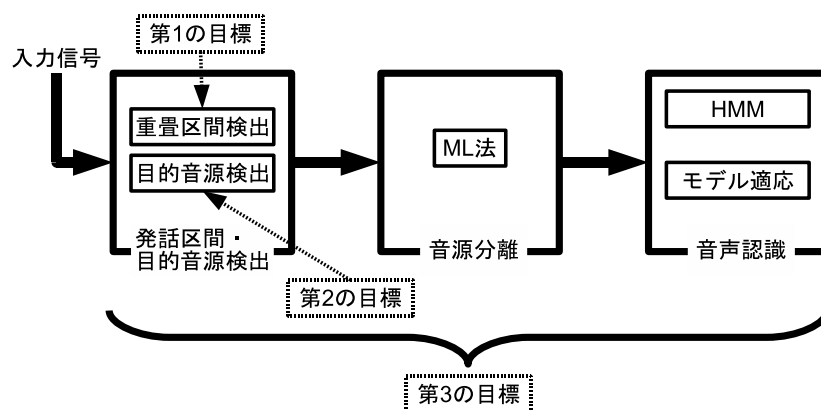 第1の目標
入力信号
重畳区間検出
目的音源検出
発話区間・
目的音源検出
第2の目標
ML法
音源分離
HMM
モデル適応
音声認識
第3の目標